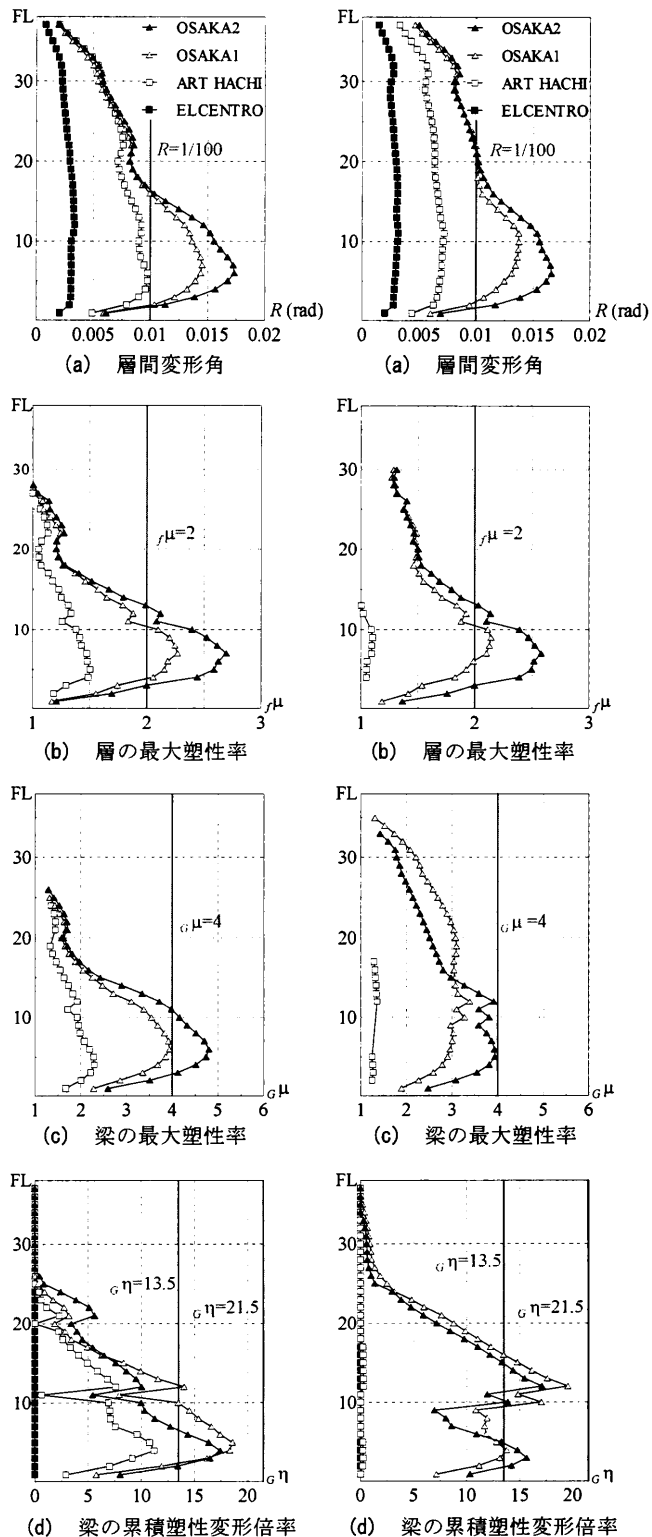 FL
▲ OSAKA2
△ OSAKA1
□ ART HACHI
■ ELCENTRO
R=1/100
30
20
10
R (rad)
0 0.005 0.01 0.015 0.02
(a) 層間変形角
FL
▲ OSAKA2
△ OSAKA1
□ ART HACHI
■ ELCENTRO
R=1/100
30
20
10
R (rad)
0 0.005 0.01 0.015 0.02
(a) 層間変形角
FL
30
fμ=2
20
10
1 2 3 fμ
(b) 層の最大塑性率
FL
30
fμ=2
20
10
1 2 3 fμ
(b) 層の最大塑性率
FL
30
Gμ=4
20
10
1 2 3 4 5 6 Gμ
(c) 梁の最大塑性率
FL
30
Gμ=4
20
10
1 2 3 4 5 6 Gμ
(c) 梁の最大塑性率
FL
30
Gη=13.5
Gη=21.5
20
10
Gη
0 5 10 15 20
(d) 梁の累積塑性変形倍率
FL
30
Gη=13.5
Gη=21.5
20
10
Gη
0 5 10 15 20
(d) 梁の累積塑性変形倍率